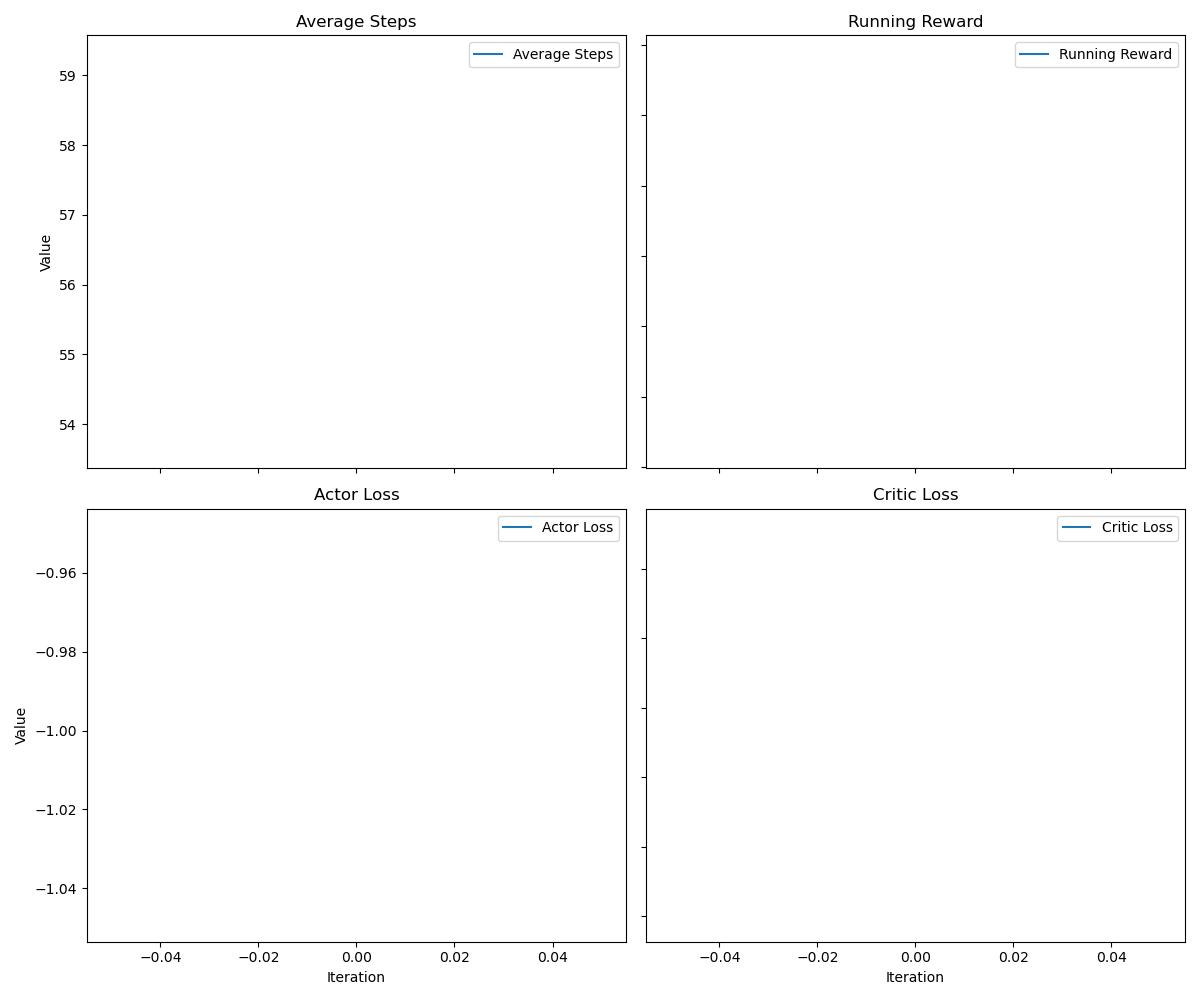 Average Steps
Average Steps
59
58
57
56
55
54
Value
Running Reward
Running Reward
Actor Loss
Actor Loss
−0.96
−0.98
−1.00
−1.02
−1.04
Value
−0.04 −0.02 0.00 0.02 0.04
Iteration
Critic Loss
Critic Loss
−0.04 −0.02 0.00 0.02 0.04
Iteration